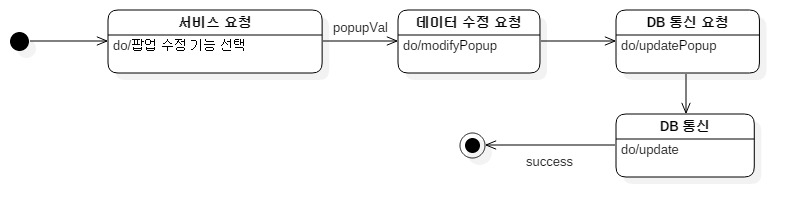 서비스 요청
do/팝업 수정 기능 선택
popupVal
데이터 수정 요청
do/modifyPopup
DB 통신 요청
do/updatePopup
DB 통신
do/update
success